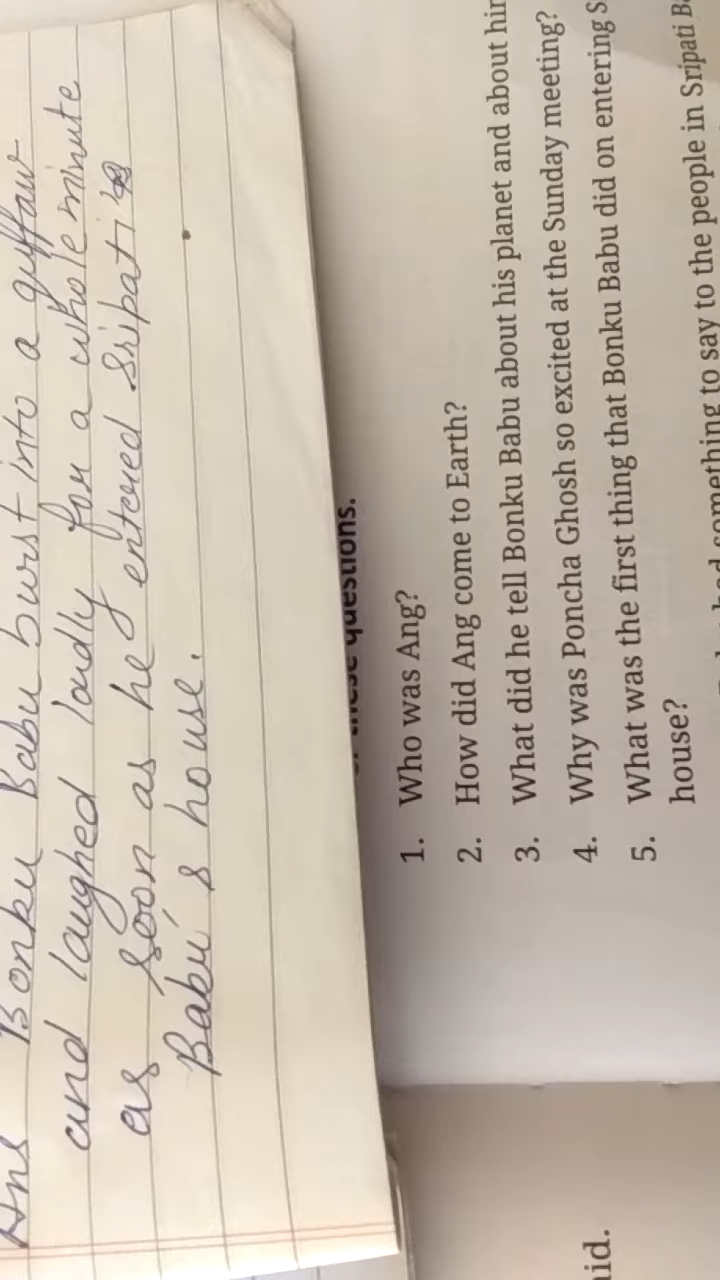 Ans Bonku Babu burst into a guffaw
and laughed loudly for a whole minute
as soon as he entered Sripati
Babu's house.
these questions.
1. Who was Ang?
2. How did Ang come to Earth?
3. What did he tell Bonku Babu about his planet and about
4. Why was Poncha Ghosh so excited at the Sunday meeting?
5. What was the first thing that Bonku Babu did on entering
house?
had something to say to the people in Sripati
id.